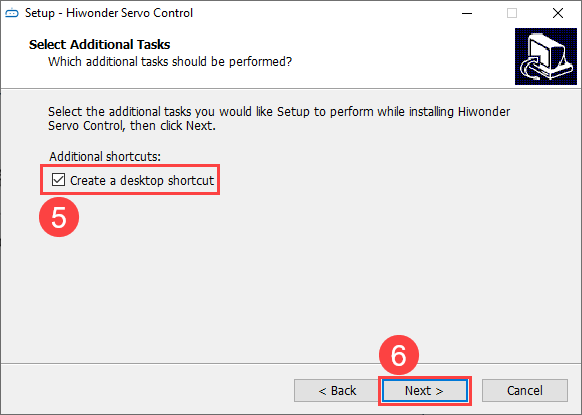 Setup - Hiwonder Servo Control
Select Additional Tasks
Which additional tasks should be performed?
Select the additional tasks you would like Setup to perform while installing Hiwonder
Servo Control, then click Next.
Additional shortcuts:
Create a desktop shortcut
5
6
< Back
Next >
Cancel